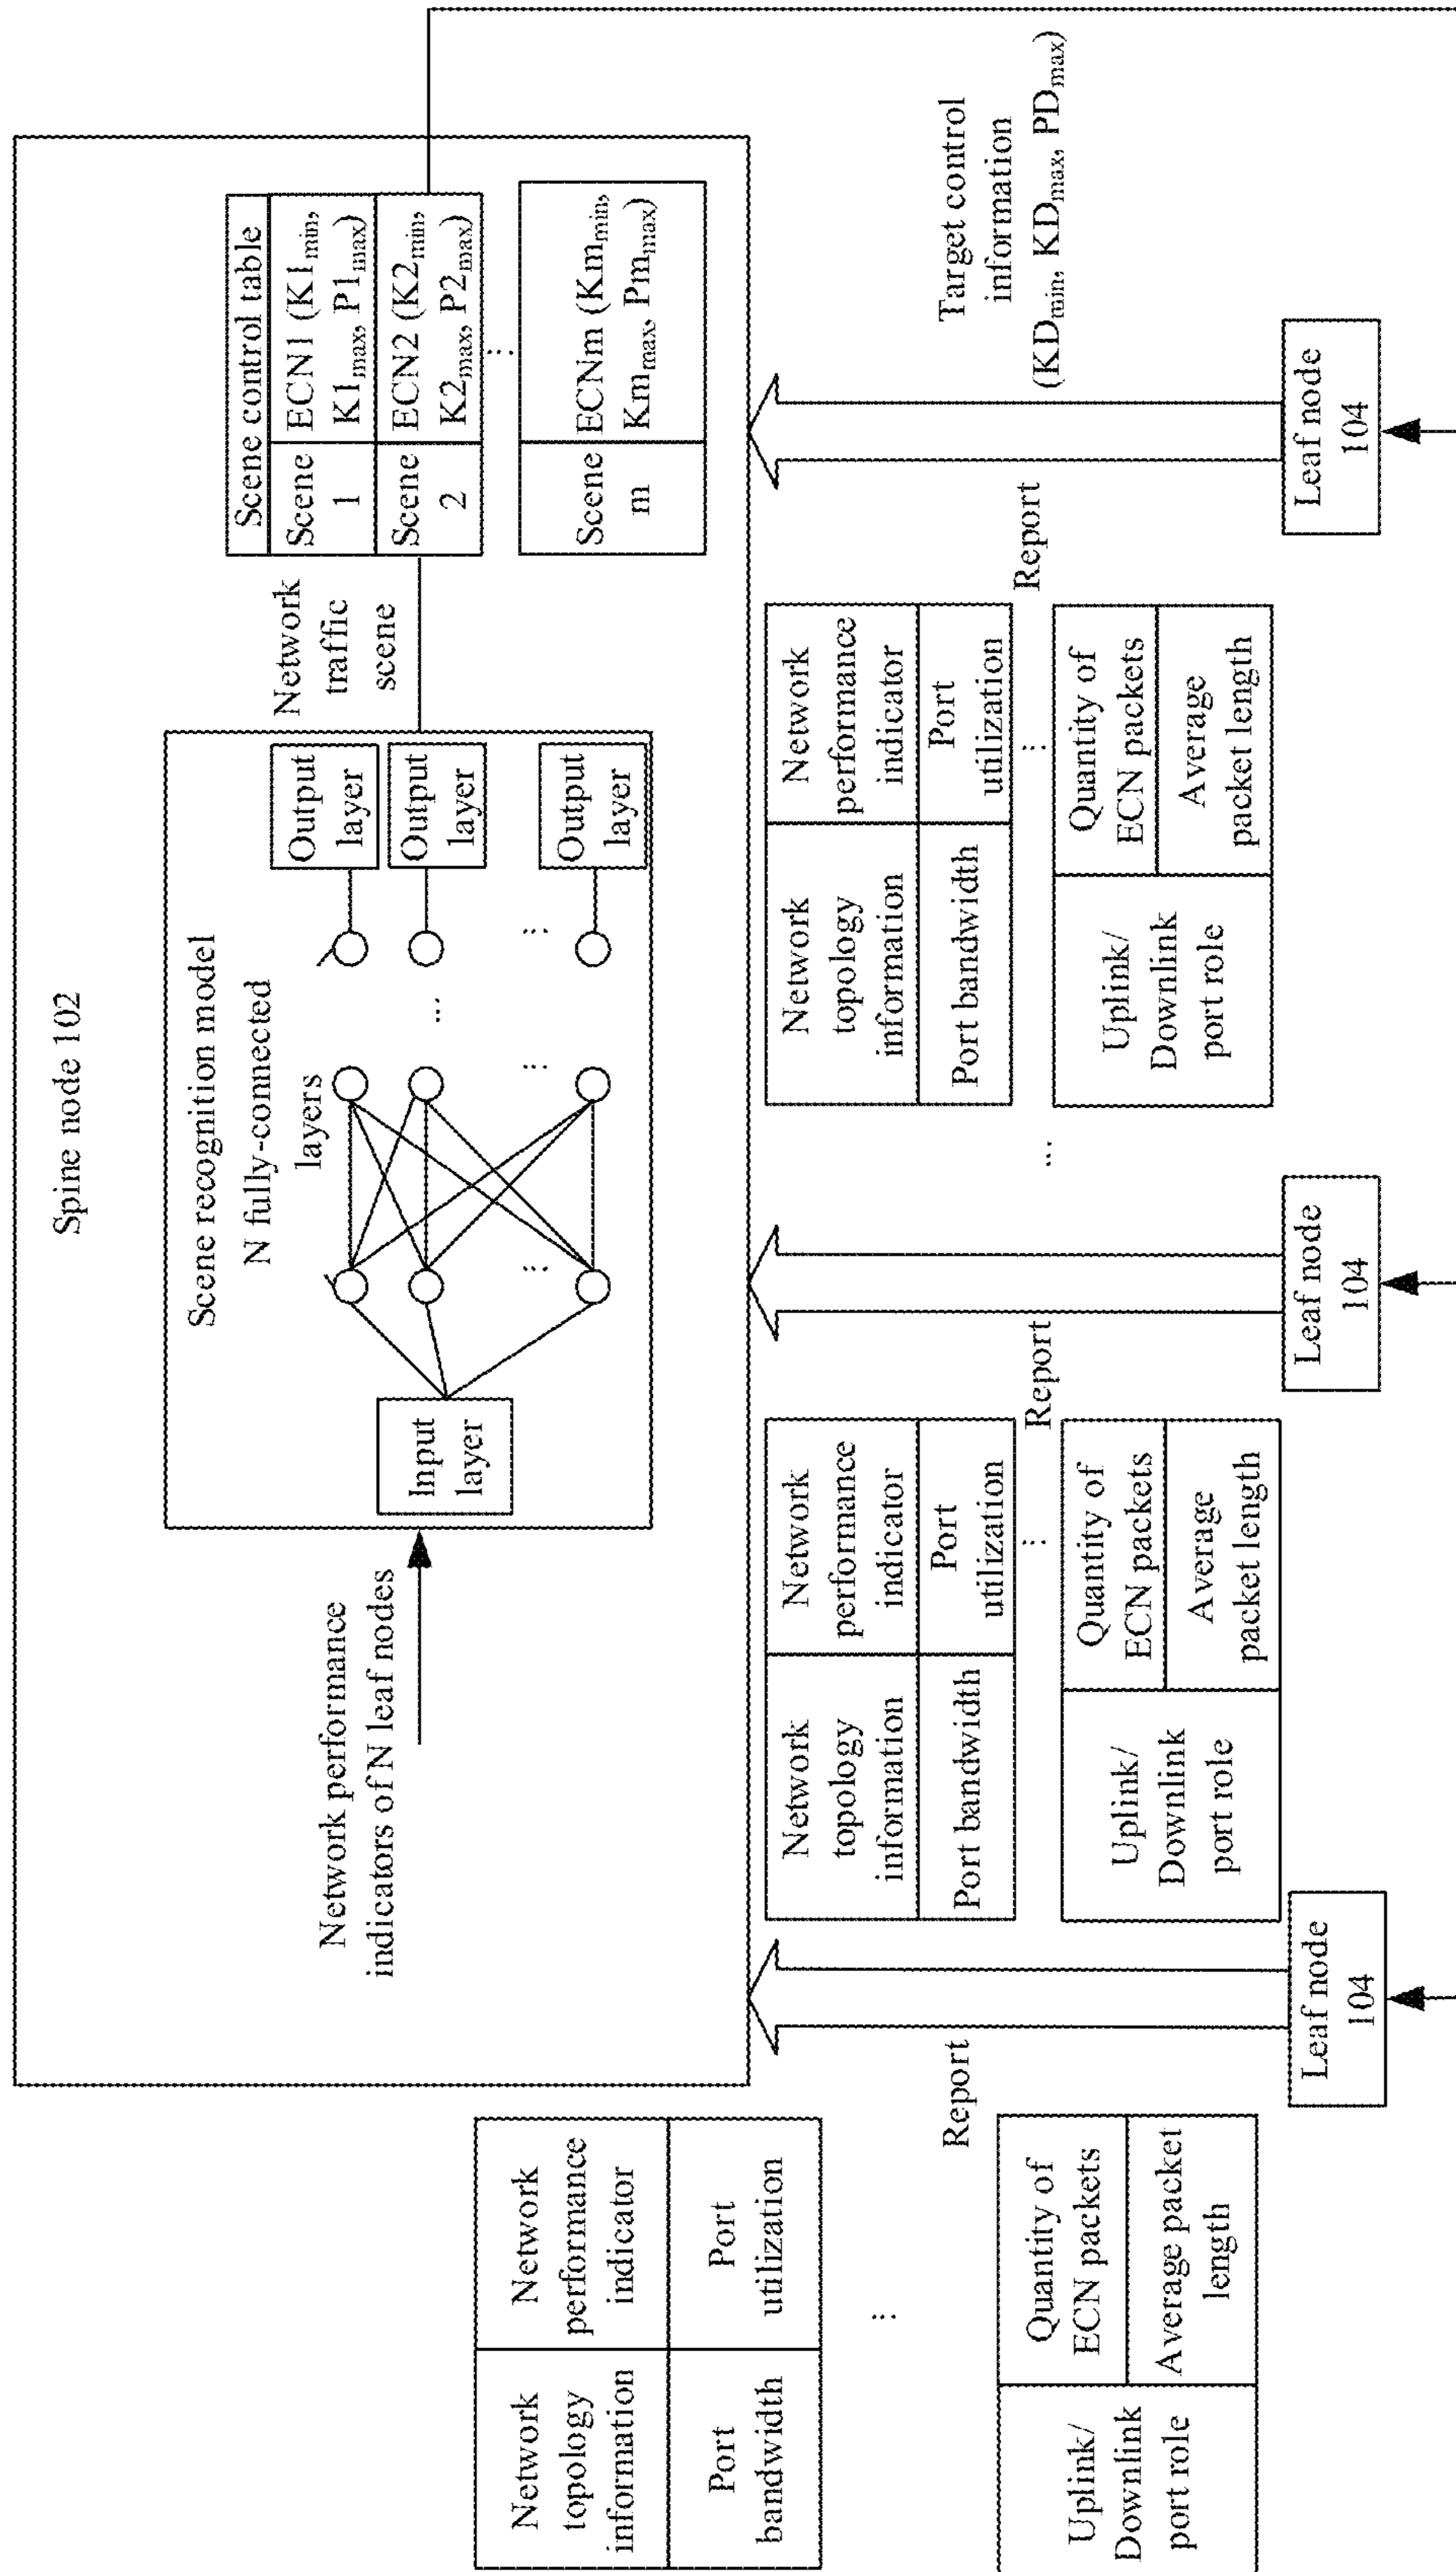 Spine node 102
Scene recognition model
N fully-connected
layers
Network performance
indicators of N leaf nodes
Input
layer
...
Output
layer
Output
layer
Output
layer
Network
traffic
scene
Scene control table
Scene
1
ECN1 (K1min,
K1max, P1max)
Scene
2
ECN2 (K2min,
K2max, P2max)
...
Scene
m
ECNm (Kmmin,
Kmmax, Pmmax)
Network
topology
information
Network
performance
indicator
Port
bandwidth
Port
utilization
...
Uplink/
Downlink
port role
Quantity of
ECN packets
Average packet
length
Report
Leaf node
104
Network
topology
information
Network
performance
indicator
Port bandwidth
Port
utilization
...
Uplink/
Downlink
port role
Quantity of
ECN packets
Average
packet length
Report
Leaf node
104
...
Network
topology
information
Network
performance
indicator
Port bandwidth
Port
utilization
...
Uplink/
Downlink
port role
Quantity of
ECN packets
Average
packet length
Report
Leaf node
104
Target control
information
(KDmin, KDmax, PDmax)